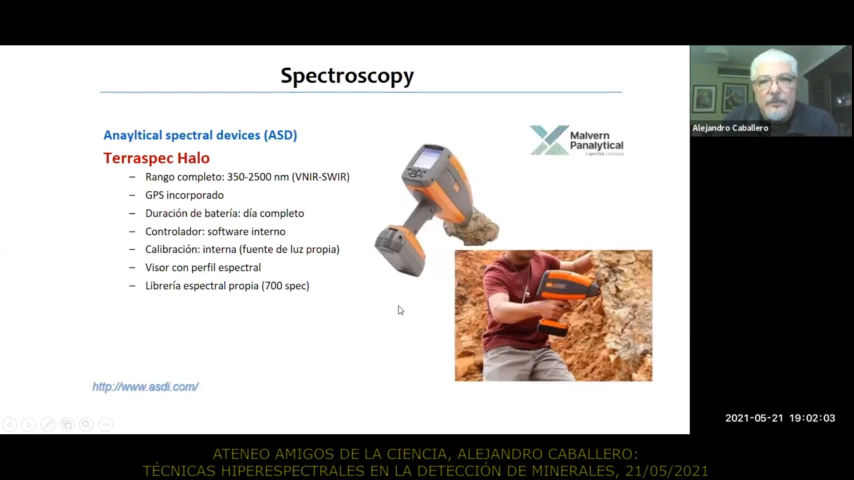 Spectroscopy
Anayltical spectral devices (ASD)
Terraspec Halo
– Rango completo: 350-2500 nm (VNIR-SWIR)
– GPS incorporado
– Duración de batería: día completo
– Controlador: software interno
– Calibración: interna (fuente de luz propia)
– Visor con perfil espectral
– Librería espectral propia (700 spec)
Malvern
Panalytical
a spectris company
http://www.asdi.com/
Alejandro Caballero
2021-05-21 19:02:03
ATENEO AMIGOS DE LA CIENCIA, ALEJANDRO CABALLERO:
TÉCNICAS HIPERESPECTRALES EN LA DETECCIÓN DE MINERALES, 21/05/2021